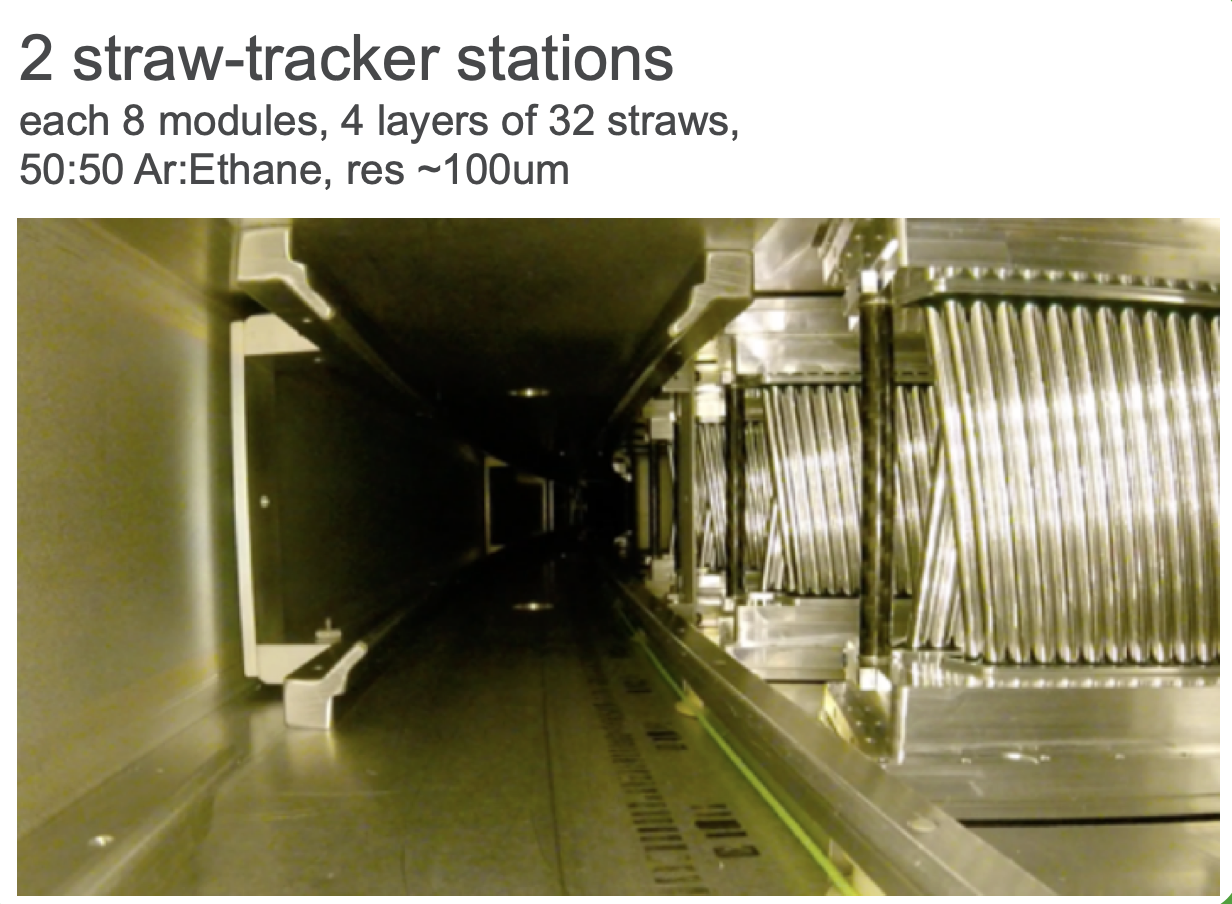 2 straw-tracker stations
each 8 modules, 4 layers of 32 straws,
50:50 Ar:Ethane, res ~100um